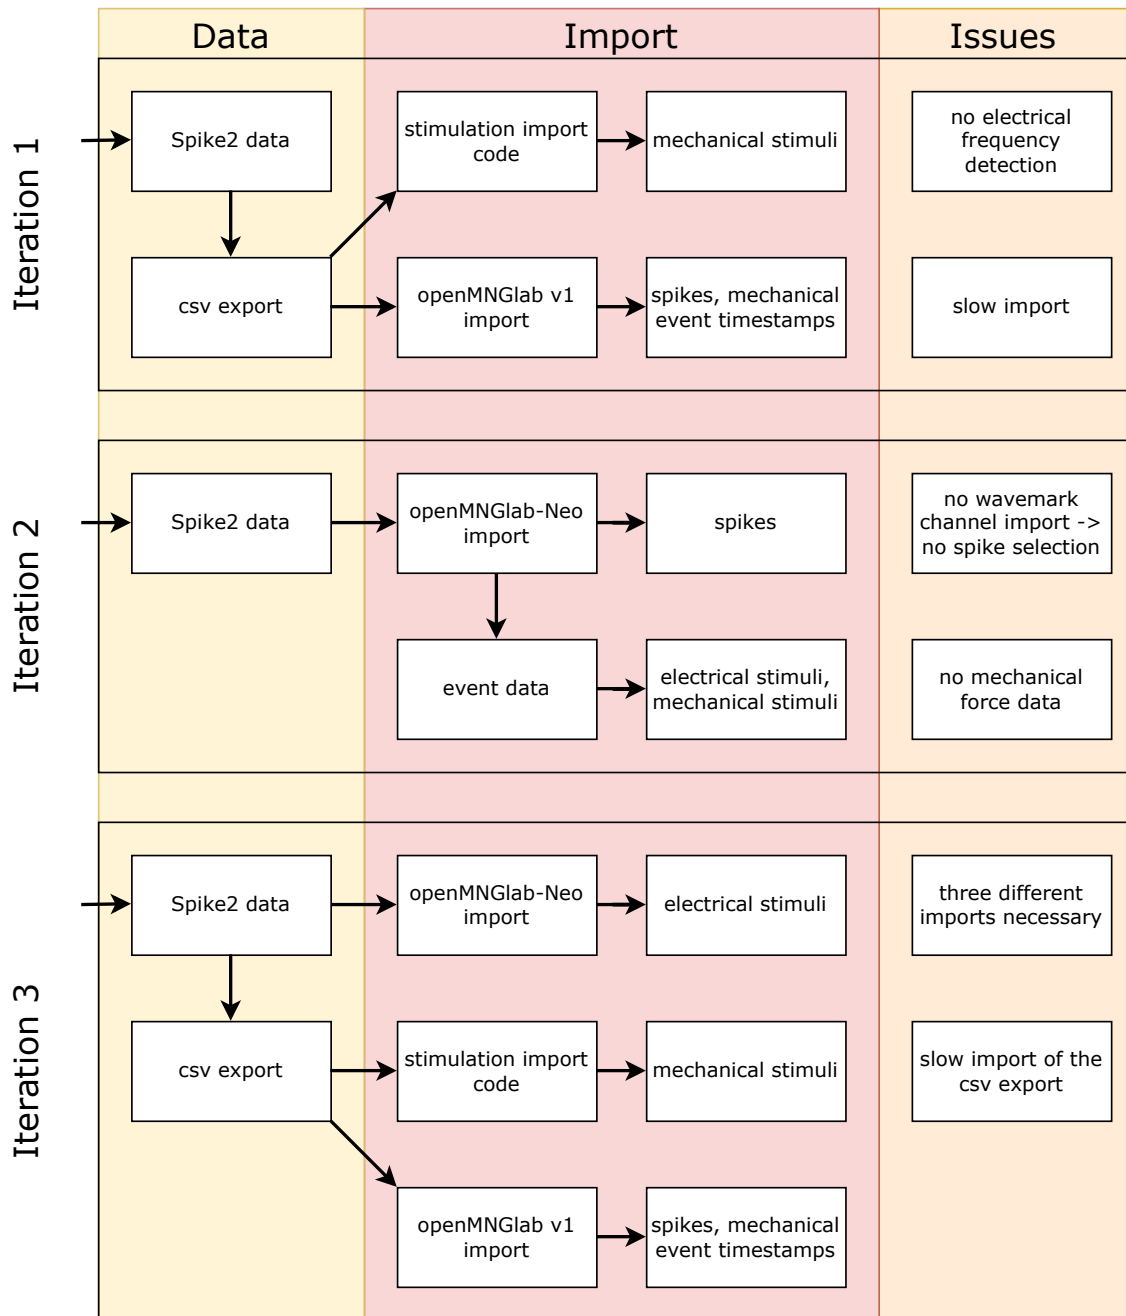 Data
Import
Issues
Iteration 1
Spike2 data
stimulation import
code
mechanical stimuli
no electrical
frequency
detection
csv export
openMNGlab v1
import
spikes, mechanical
event timestamps
slow import
Iteration 2
Spike2 data
openMNGlab-Neo
import
spikes
no wavemark
channel import ->
no spike selection
event data
electrical stimuli,
mechanical stimuli
no mechanical
force data
Iteration 3
Spike2 data
openMNGlab-Neo
import
electrical stimuli
three different
imports necessary
csv export
stimulation import
code
mechanical stimuli
slow import of the
csv export
openMNGlab v1
import
spikes, mechanical
event timestamps